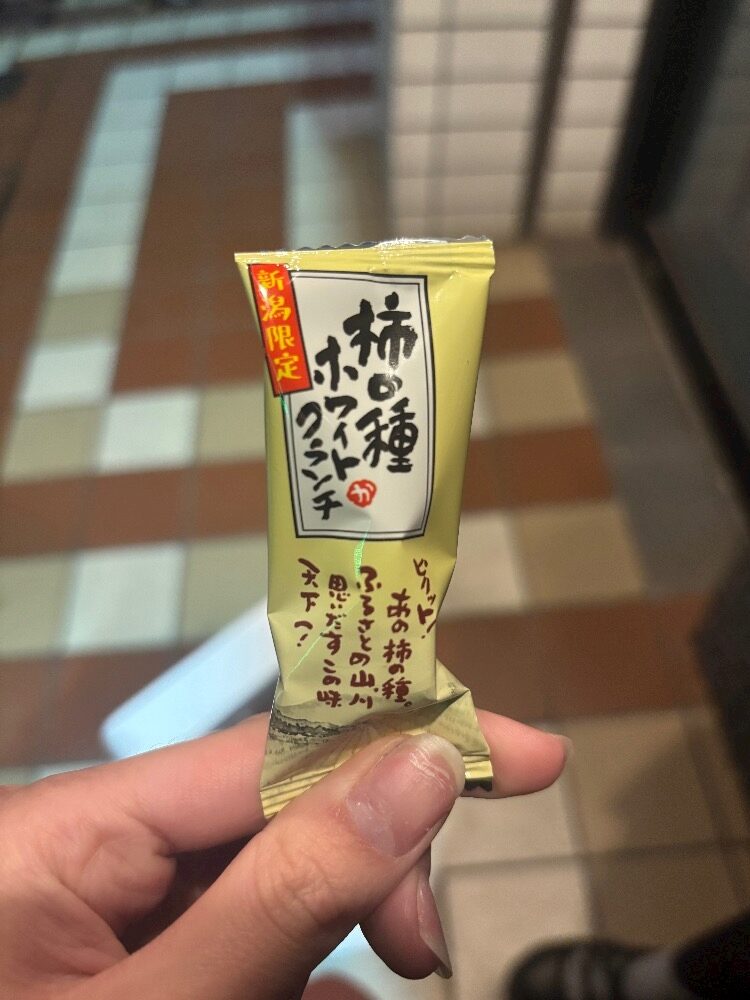 新潟限定
柿の種
ホワイト
クランチ
か
ピリッと!
あの柿の種。
ふるさとの山、川
思いだすこの味
天下一!